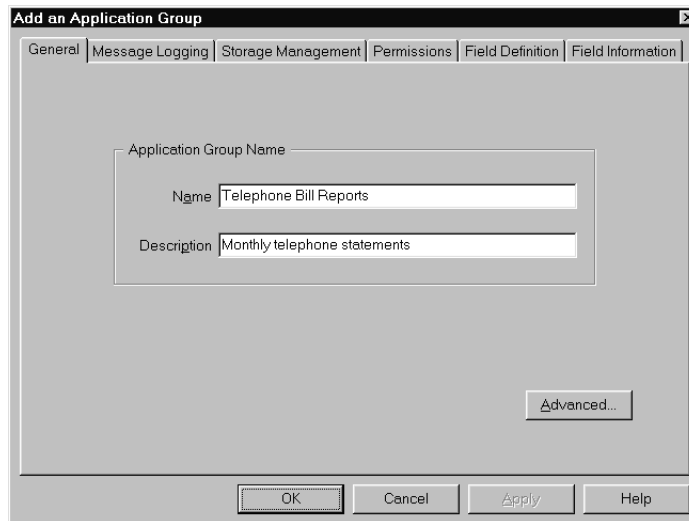 Add an Application Group
General Message Logging Storage Management Permissions Field Definition Field Information
Application Group Name
Name Telephone Bill Reports
Description Monthly telephone statements
Advanced...
OK Cancel Apply Help